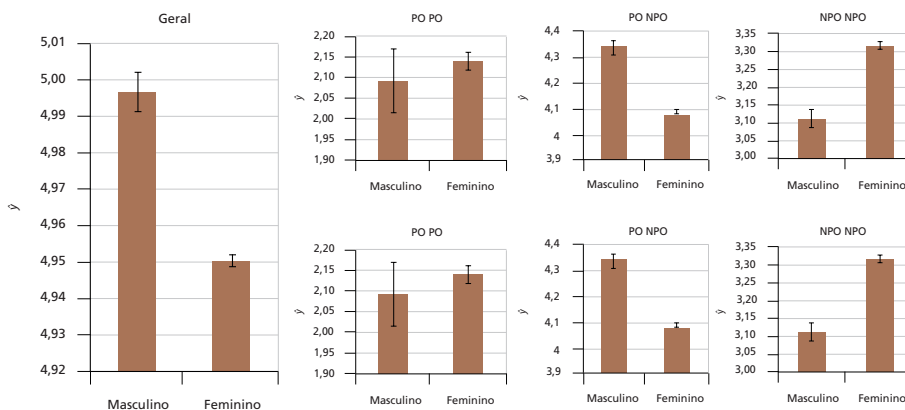 Geral
5,01
5,00
4,99
4,98
4,97
4,96
4,95
4,94
4,93
4,92
ŷ
Masculino Feminino
PO PO
2,20
2,15
2,10
2,05
2,00
1,95
1,90
ŷ
Masculino Feminino
PO NPO
4,4
4,3
4,2
4,1
4
3,9
ŷ
Masculino Feminino
NPO NPO
3,35
3,30
3,25
3,20
3,15
3,10
3,05
3,00
ŷ
Masculino Feminino
PO PO
2,20
2,15
2,10
2,05
2,00
1,95
1,90
ŷ
Masculino Feminino
PO NPO
4,4
4,3
4,2
4,1
4
3,9
ŷ
Masculino Feminino
NPO NPO
3,35
3,30
3,25
3,20
3,15
3,10
3,05
3,00
ŷ
Masculino Feminino